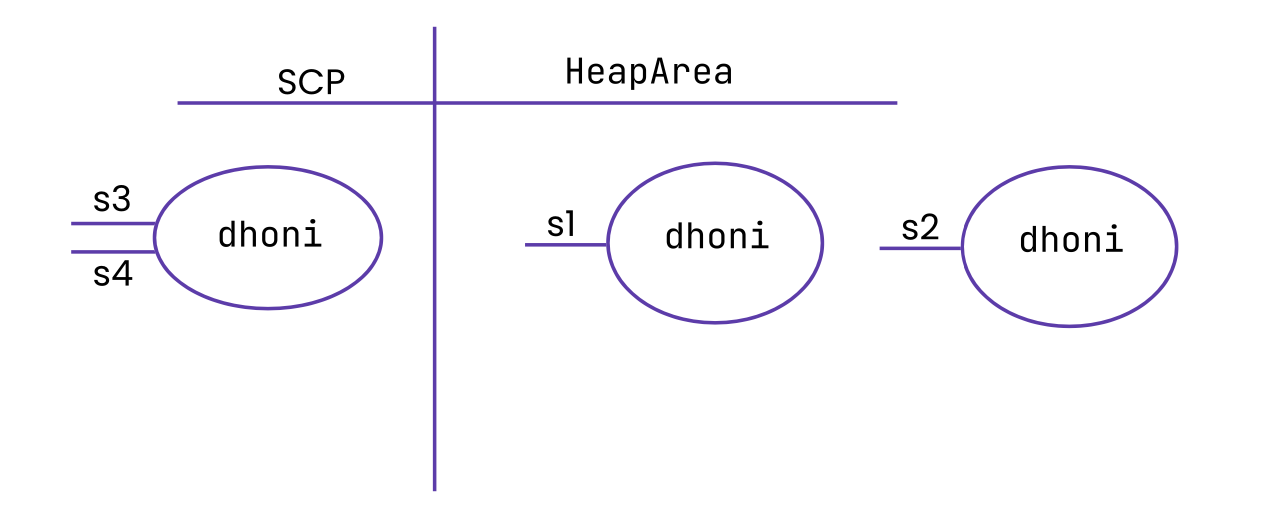 SCP
HeapArea
s3
dhoni
s4
s1
dhoni
s2
dhoni